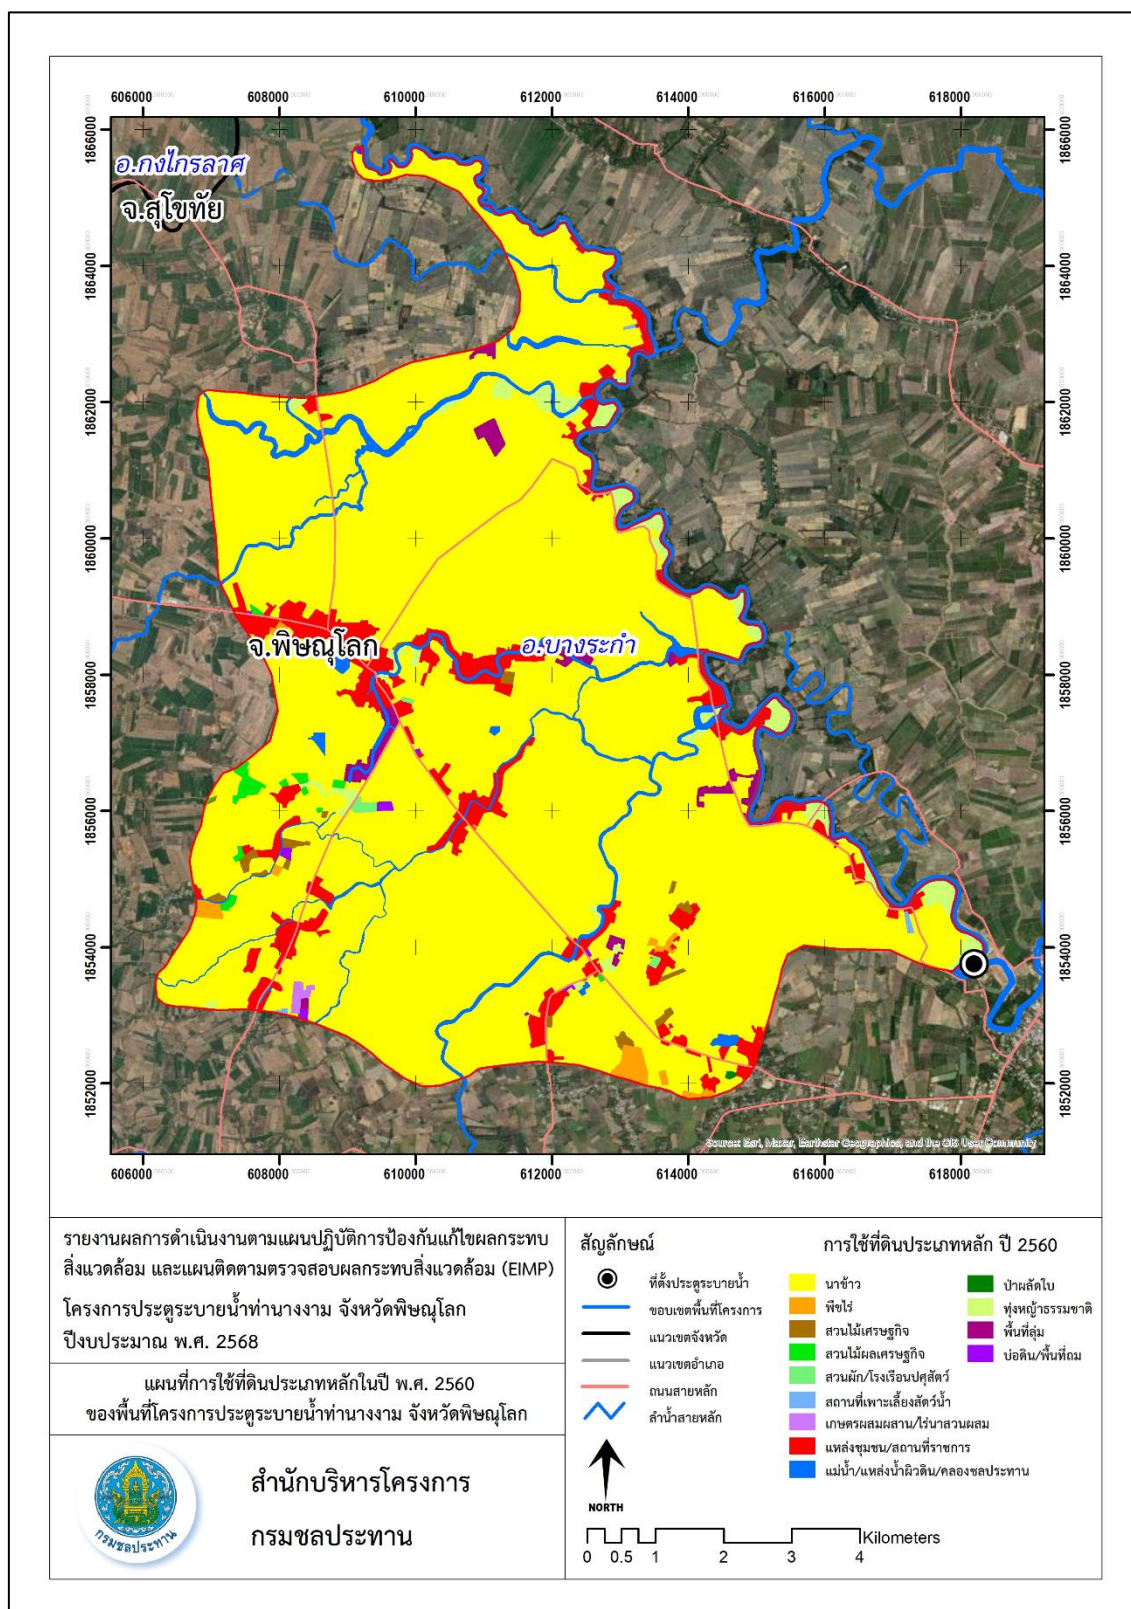 606000 608000 610000 612000 614000 616000 618000
1866000
1864000
1862000
1860000
1858000
1856000
1854000
1852000
อ.กงไกรลาศ
จ.สุโขทัย
จ.พิษณุโลก
อ.บางระกำ
1866000
1864000
1862000
1860000
1858000
1856000
1854000
1852000
Source: Esri, Maxar, Earthstar Geographics, and the GIS User Community
606000 608000 610000 612000 614000 616000 618000
รายงานผลการดำเนินงานตามแผนปฏิบัติการป้องกันแก้ไขผลกระทบ
สิ่งแวดล้อม และแผนติดตามตรวจสอบผลกระทบสิ่งแวดล้อม (EIMP)
โครงการประตูระบายน้ำท่านางงาม จังหวัดพิษณุโลก
ปีงบประมาณ พ.ศ. 2568
แผนที่การใช้ที่ดินประเภทหลักในปี พ.ศ. 2560
ของพื้นที่โครงการประตูระบายน้ำท่านางงาม จังหวัดพิษณุโลก
กรมชลประทาน
สำนักบริหารโครงการ
กรมชลประทาน
สัญลักษณ์
ที่ตั้งประตูระบายน้ำ
ขอบเขตพื้นที่โครงการ
แนวเขตจังหวัด
แนวเขตอำเภอ
ถนนสายหลัก
ลำน้ำสายหลัก
NORTH
การใช้ที่ดินประเภทหลัก ปี 2560
นาข้าว
พืชไร่
สวนไม้เศรษฐกิจ
สวนไม้ผลเศรษฐกิจ
สวนผัก/โรงเรือนปศุสัตว์
สถานที่เพาะเลี้ยงสัตว์น้ำ
เกษตรผสมผสาน/ไร่นาสวนผสม
แหล่งชุมชน/สถานที่ราชการ
แม่น้ำ/แหล่งน้ำผิวดิน/คลองชลประทาน
ป่าผลัดใบ
ทุ่งหญ้าธรรมชาติ
พื้นที่ลุ่ม
บ่อดิน/พื้นที่ถม
Kilometers
0 0.5 1 2 3 4